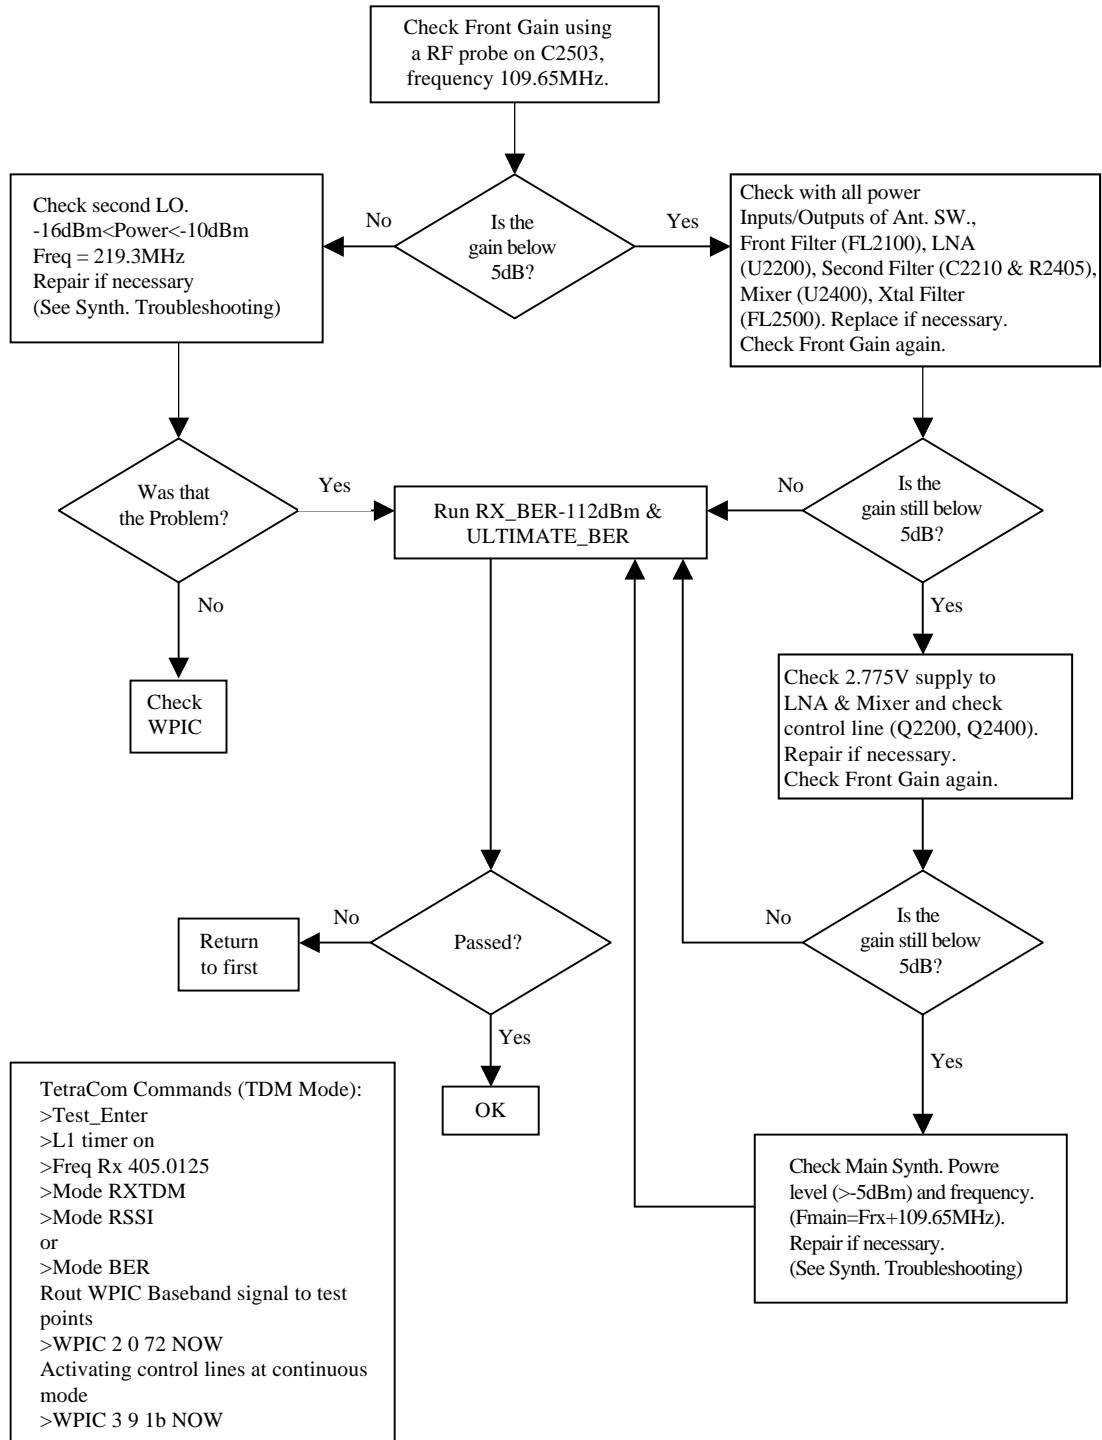 Check Front Gain using
a RF probe on C2503,
frequency 109.65MHz.
Check second LO.
-16dBm<Power<-10dBm
Freq = 219.3MHz
Repair if necessary
(See Synth. Troubleshooting)
No
Is the
gain below
5dB?
Yes
Check with all power
Inputs/Outputs of Ant. SW.,
Front Filter (FL2100), LNA
(U2200), Second Filter (C2210 & R2405),
Mixer (U2400), Xtal Filter
(FL2500). Replace if necessary.
Check Front Gain again.
Was that
the Problem?
Yes
No
Run RX_BER-112dBm &
ULTIMATE_BER
No
Is the
gain still below
5dB?
Yes
Check
WPIC
Check 2.775V supply to
LNA & Mixer and check
control line (Q2200, Q2400).
Repair if necessary.
Check Front Gain again.
Return
to first
No
Passed?
Yes
No
Is the
gain still below
5dB?
Yes
OK
Check Main Synth. Powre
level (>-5dBm) and frequency.
(Fmain=Frx+109.65MHz).
Repair if necessary.
(See Synth. Troubleshooting)
TetraCom Commands (TDM Mode):
>Test_Enter
>L1 timer on
>Freq Rx 405.0125
>Mode RXTDM
>Mode RSSI
or
>Mode BER
Rout WPIC Baseband signal to test
points
>WPIC 2 0 72 NOW
Activating control lines at continuous
mode
>WPIC 3 9 1b NOW